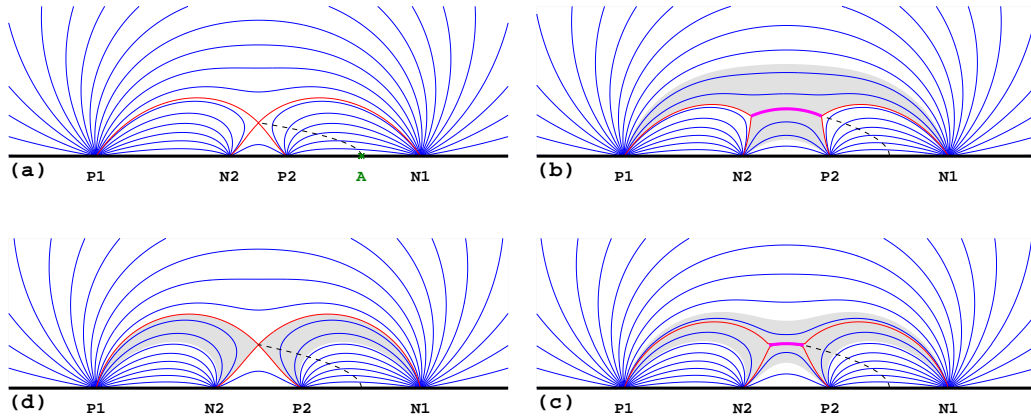 (a) P1 N2 P2 A N1
(b) P1 N2 P2 N1
(d) P1 N2 P2 N1
(c) P1 N2 P2 N1